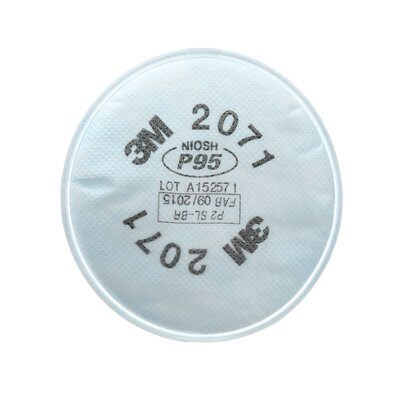 3M 2071
NIOSH
P95
LOT A152571
P2 SL-BR
FAB 09/2015
3M 2071